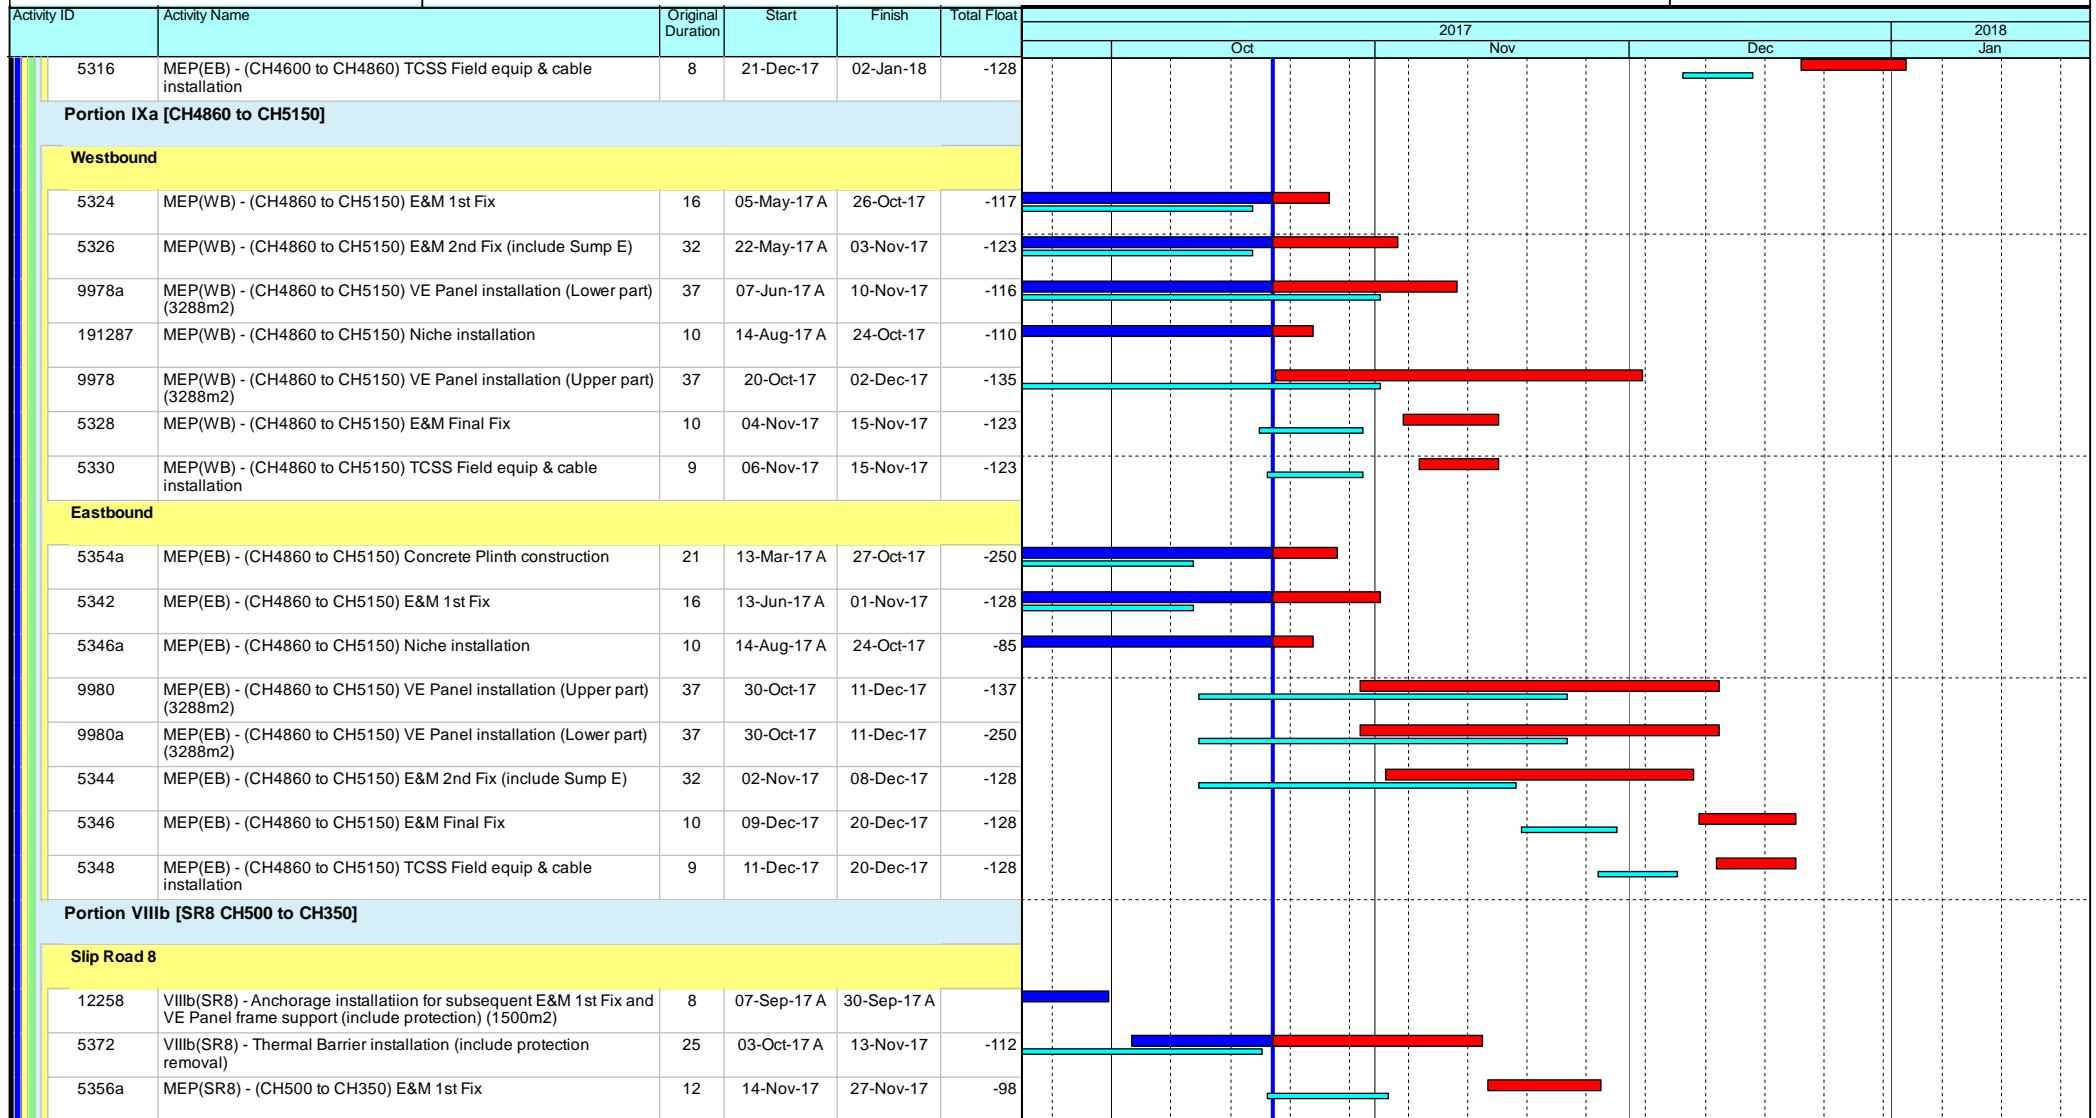 Activity ID Activity Name Original Duration Start Finish Total Float
2017 2018
Oct Nov Dec Jan
5316 MEP(EB) - (CH4600 to CH4860) TCSS Field equip & cable 8 21-Dec-17 02-Jan-18 -128
installation
Portion IXa [CH4860 to CH5150]
Westbound
5324 MEP(WB) - (CH4860 to CH5150) E&M 1st Fix 16 05-May-17 A 26-Oct-17 -117
5326 MEP(WB) - (CH4860 to CH5150) E&M 2nd Fix (include Sump E) 32 22-May-17 A 03-Nov-17 -123
9978a MEP(WB) - (CH4860 to CH5150) VE Panel installation (Lower part) 37 07-Jun-17 A 10-Nov-17 -116
(3288m2)
191287 MEP(WB) - (CH4860 to CH5150) Niche installation 10 14-Aug-17 A 24-Oct-17 -110
9978 MEP(WB) - (CH4860 to CH5150) VE Panel installation (Upper part) 37 20-Oct-17 02-Dec-17 -135
(3288m2)
5328 MEP(WB) - (CH4860 to CH5150) E&M Final Fix 10 04-Nov-17 15-Nov-17 -123
5330 MEP(WB) - (CH4860 to CH5150) TCSS Field equip & cable 9 06-Nov-17 15-Nov-17 -123
installation
Eastbound
5354a MEP(EB) - (CH4860 to CH5150) Concrete Plinth construction 21 13-Mar-17 A 27-Oct-17 -250
5342 MEP(EB) - (CH4860 to CH5150) E&M 1st Fix 16 13-Jun-17 A 01-Nov-17 -128
5346a MEP(EB) - (CH4860 to CH5150) Niche installation 10 14-Aug-17 A 24-Oct-17 -85
9980 MEP(EB) - (CH4860 to CH5150) VE Panel installation (Upper part) 37 30-Oct-17 11-Dec-17 -137
(3288m2)
9980a MEP(EB) - (CH4860 to CH5150) VE Panel installation (Lower part) 37 30-Oct-17 11-Dec-17 -250
(3288m2)
5344 MEP(EB) - (CH4860 to CH5150) E&M 2nd Fix (include Sump E) 32 02-Nov-17 08-Dec-17 -128
5346 MEP(EB) - (CH4860 to CH5150) E&M Final Fix 10 09-Dec-17 20-Dec-17 -128
5348 MEP(EB) - (CH4860 to CH5150) TCSS Field equip & cable 9 11-Dec-17 20-Dec-17 -128
installation
Portion VIIIb [SR8 CH500 to CH350]
Slip Road 8
12258 VIIIb(SR8) - Anchorage installatiion for subsequent E&M 1st Fix and 8 07-Sep-17 A 30-Sep-17 A
VE Panel frame support (include protection) (1500m2)
5372 VIIIb(SR8) - Thermal Barrier installation (include protection 25 03-Oct-17 A 13-Nov-17 -112
removal)
5356a MEP(SR8) - (CH500 to CH350) E&M 1st Fix 12 14-Nov-17 27-Nov-17 -98